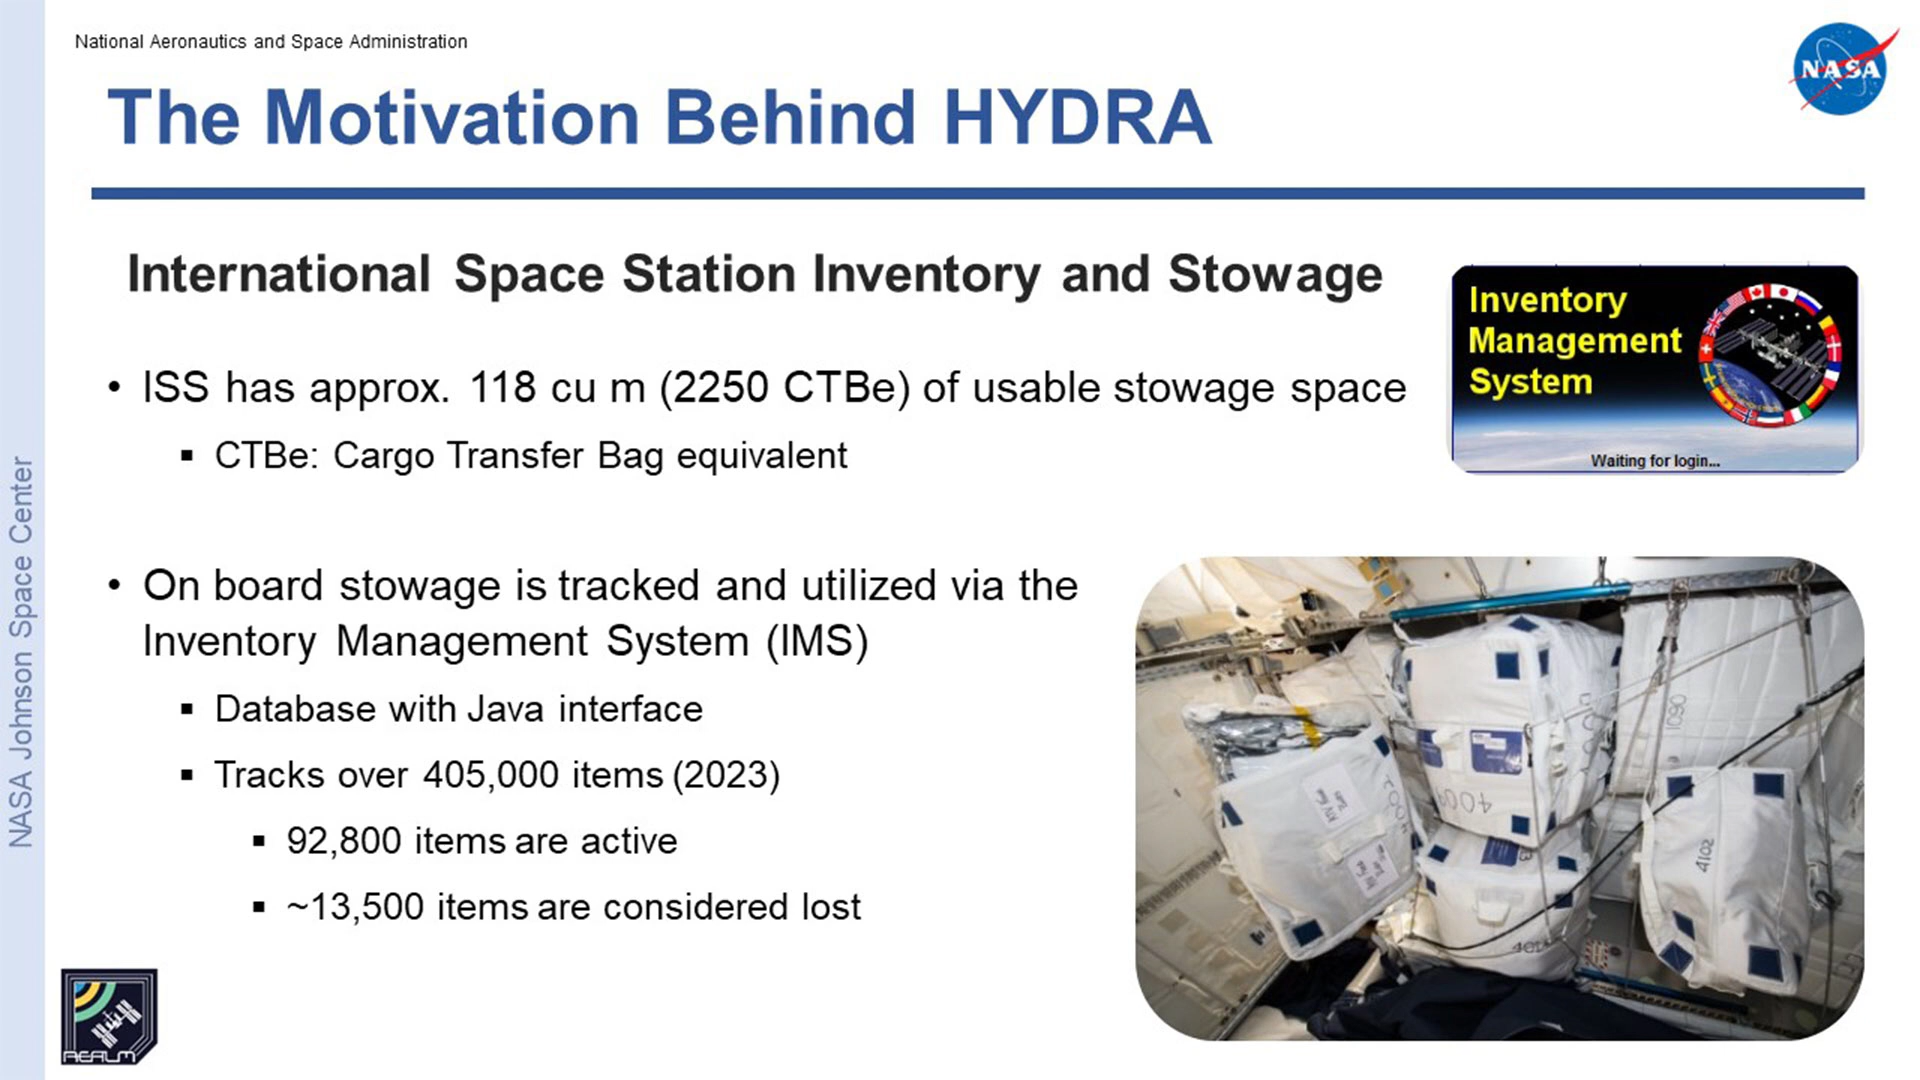 National Aeronautics and Space Administration
NASA
The Motivation Behind HYDRA
International Space Station Inventory and Stowage
Inventory
Management
System
Waiting for login...
• ISS has approx. 118 cu m (2250 CTBe) of usable stowage space
▪ CTBe: Cargo Transfer Bag equivalent
• On board stowage is tracked and utilized via the
Inventory Management System (IMS)
▪ Database with Java interface
▪ Tracks over 405,000 items (2023)
▪ 92,800 items are active
▪ ~13,500 items are considered lost
NASA Johnson Space Center
REALM
1090
4102